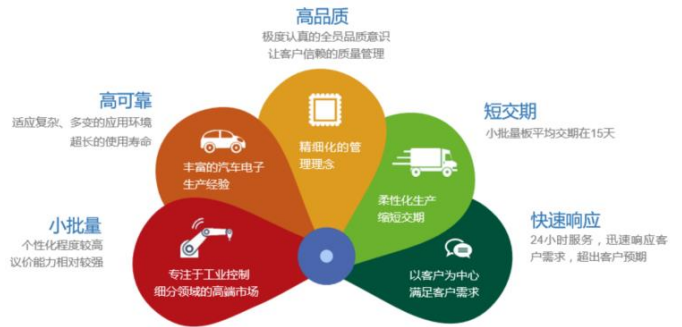 高品质
极度认真的全员品质意识
让客户信赖的质量管理
高可靠
适应复杂、多变的应用环境
超长的使用寿命
短交期
小批量板平均交期在15天
精细化的管
理理念
丰富的汽车电子
生产经验
柔性化生产
缩短交期
小批量
个性化程度较高
议价能力相对较强
快速响应
24小时服务，迅速响应客
户需求，超出客户预期
专注于工业控制
细分领域的高端市场
以客户为中心
满足客户需求